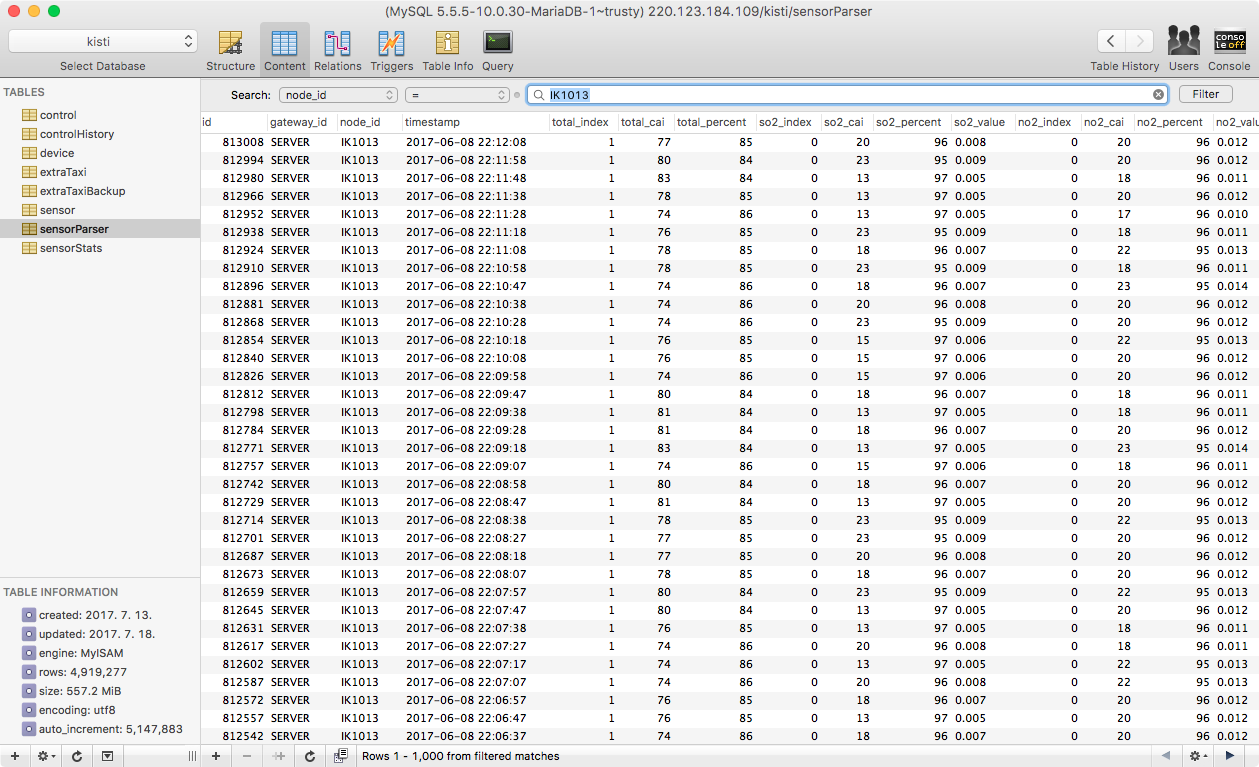 (MySQL 5.5.5-10.0.30-MariaDB-1~trusty) 220.123.184.109/kisti/sensorParser
kisti
Select Database
Structure Content Relations Triggers Table Info Query
Table History Users Console
conso
le off
TABLES
control
controlHistory
device
extraTaxi
extraTaxiBackup
sensor
sensorParser
sensorStats
TABLE INFORMATION
created: 2017. 7. 13.
updated: 2017. 7. 18.
engine: MyISAM
rows: 4,919,277
size: 557.2 MiB
encoding: utf8
auto_increment: 5,147,883
Search: node_id = IK1013 Filter
id gateway_id node_id timestamp total_index total_cai total_percent so2_index so2_cai so2_percent so2_value no2_index no2_cai no2_percent no2_valu
813008 SERVER IK1013 2017-06-08 22:12:08 1 77 85 0 20 96 0.008 0 20 96 0.012
812994 SERVER IK1013 2017-06-08 22:11:58 1 80 84 0 23 95 0.009 0 20 96 0.012
812980 SERVER IK1013 2017-06-08 22:11:48 1 83 84 0 13 97 0.005 0 18 96 0.011
812966 SERVER IK1013 2017-06-08 22:11:38 1 78 85 0 13 97 0.005 0 20 96 0.012
812952 SERVER IK1013 2017-06-08 22:11:28 1 74 86 0 13 97 0.005 0 17 96 0.010
812938 SERVER IK1013 2017-06-08 22:11:18 1 76 85 0 23 95 0.009 0 18 96 0.011
812924 SERVER IK1013 2017-06-08 22:11:08 1 78 85 0 18 96 0.007 0 22 95 0.013
812910 SERVER IK1013 2017-06-08 22:10:58 1 78 85 0 23 95 0.009 0 18 96 0.011
812896 SERVER IK1013 2017-06-08 22:10:47 1 74 86 0 18 96 0.007 0 23 95 0.014
812881 SERVER IK1013 2017-06-08 22:10:38 1 74 86 0 20 96 0.008 0 20 96 0.012
812868 SERVER IK1013 2017-06-08 22:10:28 1 74 86 0 23 95 0.009 0 20 96 0.012
812854 SERVER IK1013 2017-06-08 22:10:18 1 76 85 0 15 97 0.006 0 22 95 0.013
812840 SERVER IK1013 2017-06-08 22:10:08 1 76 85 0 15 97 0.006 0 20 96 0.012
812826 SERVER IK1013 2017-06-08 22:09:58 1 74 86 0 15 97 0.006 0 20 96 0.012
812812 SERVER IK1013 2017-06-08 22:09:47 1 80 84 0 18 96 0.007 0 18 96 0.011
812798 SERVER IK1013 2017-06-08 22:09:38 1 81 84 0 13 97 0.005 0 18 96 0.011
812784 SERVER IK1013 2017-06-08 22:09:28 1 81 84 0 18 96 0.007 0 20 96 0.012
812771 SERVER IK1013 2017-06-08 22:09:18 1 83 84 0 13 97 0.005 0 23 95 0.014
812757 SERVER IK1013 2017-06-08 22:09:07 1 74 86 0 15 97 0.006 0 18 96 0.011
812742 SERVER IK1013 2017-06-08 22:08:58 1 80 84 0 18 96 0.007 0 20 96 0.012
812729 SERVER IK1013 2017-06-08 22:08:47 1 81 84 0 13 97 0.005 0 20 96 0.012
812714 SERVER IK1013 2017-06-08 22:08:38 1 78 85 0 23 95 0.009 0 22 95 0.013
812701 SERVER IK1013 2017-06-08 22:08:27 1 77 85 0 23 95 0.009 0 20 96 0.012
812687 SERVER IK1013 2017-06-08 22:08:18 1 77 85 0 20 96 0.008 0 20 96 0.012
812673 SERVER IK1013 2017-06-08 22:08:07 1 78 85 0 18 96 0.007 0 20 96 0.012
812659 SERVER IK1013 2017-06-08 22:07:57 1 80 84 0 23 95 0.009 0 22 95 0.013
812645 SERVER IK1013 2017-06-08 22:07:47 1 80 84 0 13 97 0.005 0 20 96 0.012
812631 SERVER IK1013 2017-06-08 22:07:38 1 76 85 0 13 97 0.005 0 18 96 0.011
812617 SERVER IK1013 2017-06-08 22:07:27 1 74 86 0 20 96 0.008 0 18 96 0.011
812602 SERVER IK1013 2017-06-08 22:07:17 1 74 86 0 13 97 0.005 0 22 95 0.013
812587 SERVER IK1013 2017-06-08 22:07:07 1 74 86 0 20 96 0.008 0 22 95 0.013
812572 SERVER IK1013 2017-06-08 22:06:57 1 76 85 0 18 96 0.007 0 20 96 0.012
812557 SERVER IK1013 2017-06-08 22:06:47 1 76 85 0 13 97 0.005 0 20 96 0.012
812542 SERVER IK1013 2017-06-08 22:06:37 1 74 86 0 18 96 0.007 0 20 96 0.012
Rows 1 - 1,000 from filtered matches